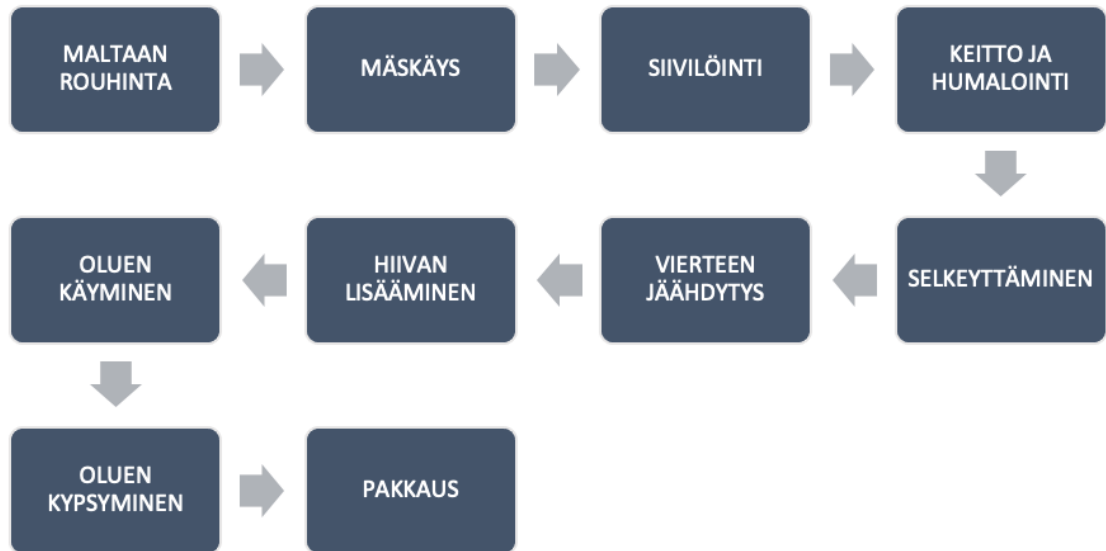 MALTAAN
ROUHINTA
MÄSKÄYS
SIIVILÖINTI
KEITTO JA
HUMALOINTI
SELKEYTTÄMINEN
VIERTEEN
JÄÄHDYTYS
HIIVAN
LISÄÄMINEN
OLUEN
KÄYMINEN
OLUEN
KYPSYMINEN
PAKKAUS